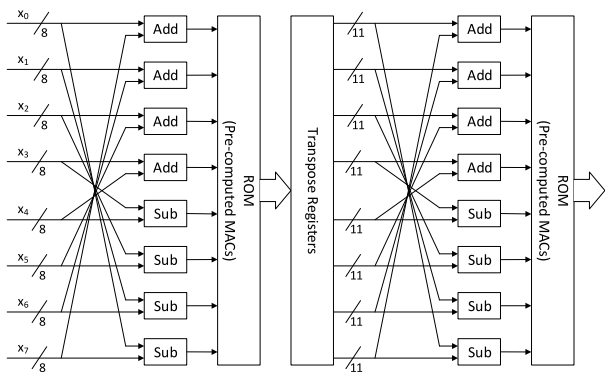 x0
8
Add
x1
8
Add
x2
8
Add
x3
8
Add
x4
8
Sub
x5
8
Sub
x6
8
Sub
x7
8
Sub
ROM
(Pre-computed MACs)
Transpose Registers
11
Add
11
Add
11
Add
11
Add
11
Sub
11
Sub
11
Sub
11
Sub
ROM
(Pre-computed MACs)